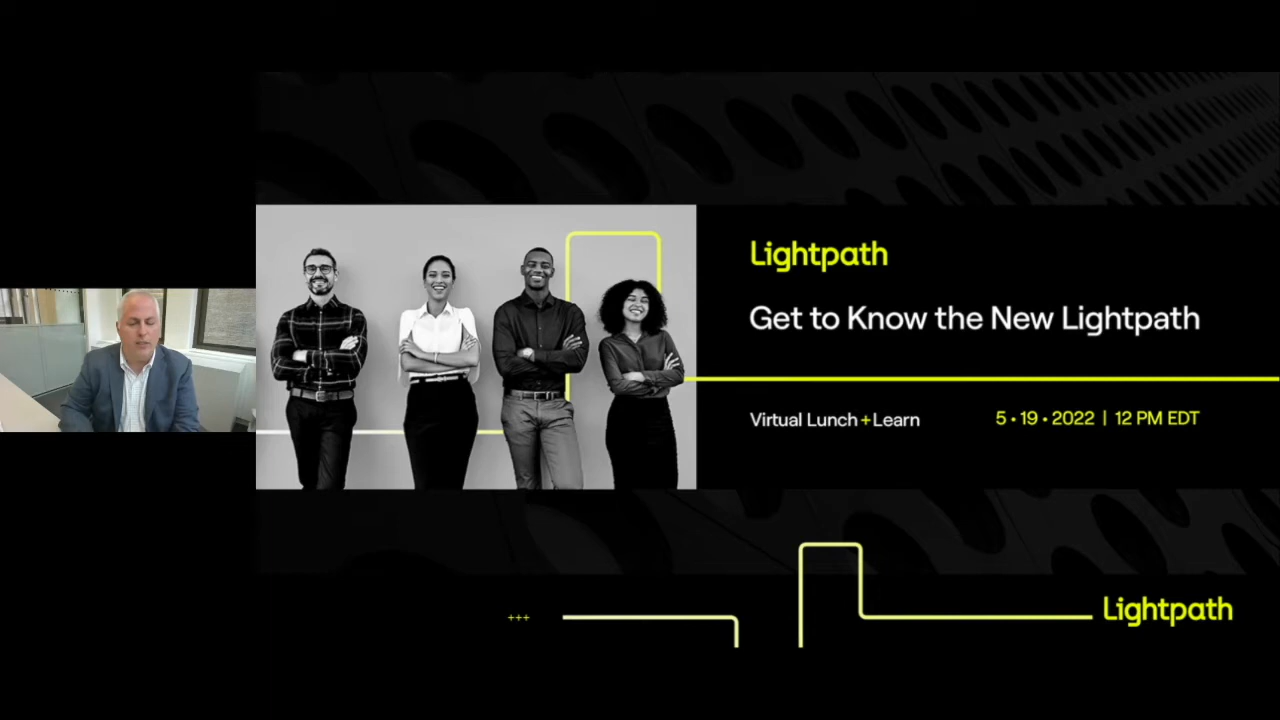 Lightpath
Get to Know the New Lightpath
Virtual Lunch+Learn
5 • 19 • 2022 | 12 PM EDT
+++
Lightpath